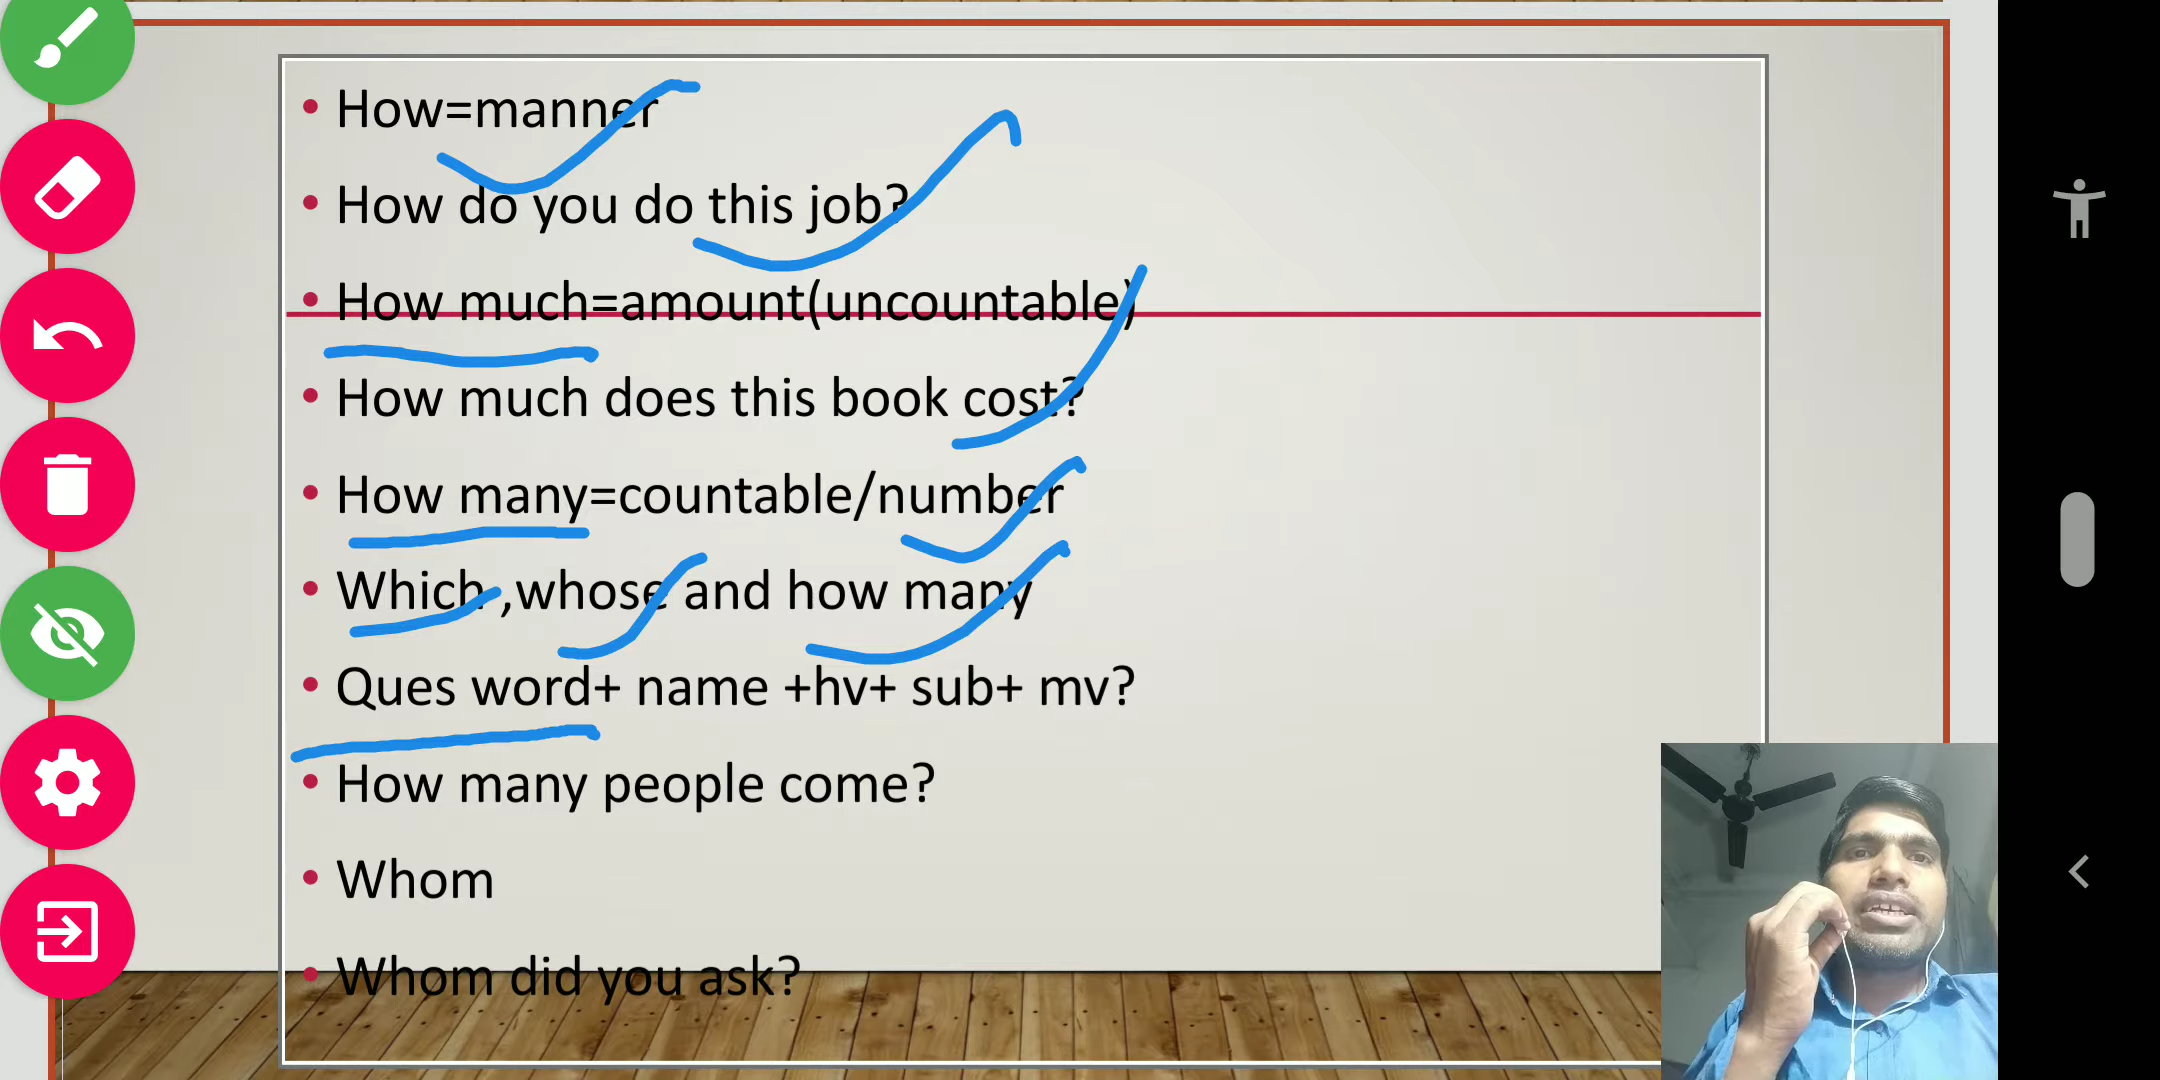 How=manner
How do you do this job?
How much=amount(uncountable)
How much does this book cost?
How many=countable/number
Which ,whose and how many
Ques word+ name +hv+ sub+ mv?
How many people come?
Whom
Whom did you ask?